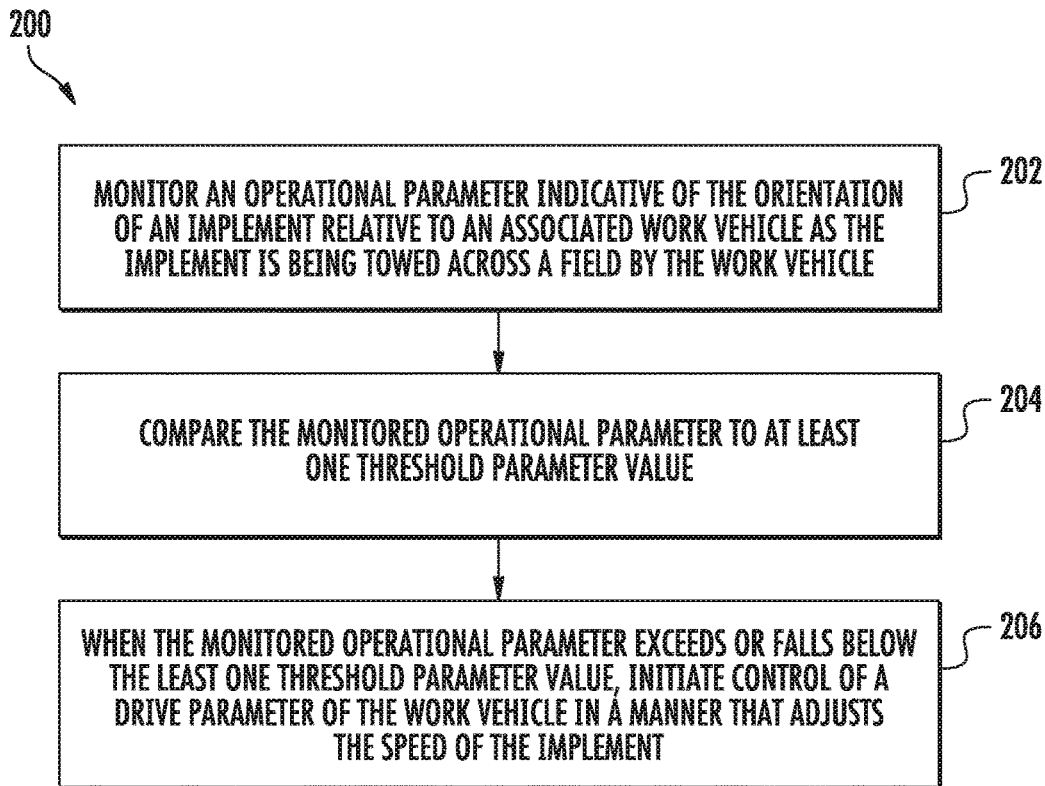 200
MONITOR AN OPERATIONAL PARAMETER INDICATIVE OF THE ORIENTATION
OF AN IMPLEMENT RELATIVE TO AN ASSOCIATED WORK VEHICLE AS THE
IMPLEMENT IS BEING TOWED ACROSS A FIELD BY THE WORK VEHICLE
202
COMPARE THE MONITORED OPERATIONAL PARAMETER TO AT LEAST
ONE THRESHOLD PARAMETER VALUE
204
WHEN THE MONITORED OPERATIONAL PARAMETER EXCEEDS OR FALLS BELOW
THE LEAST ONE THRESHOLD PARAMETER VALUE, INITIATE CONTROL OF A
DRIVE PARAMETER OF THE WORK VEHICLE IN A MANNER THAT ADJUSTS
THE SPEED OF THE IMPLEMENT
206